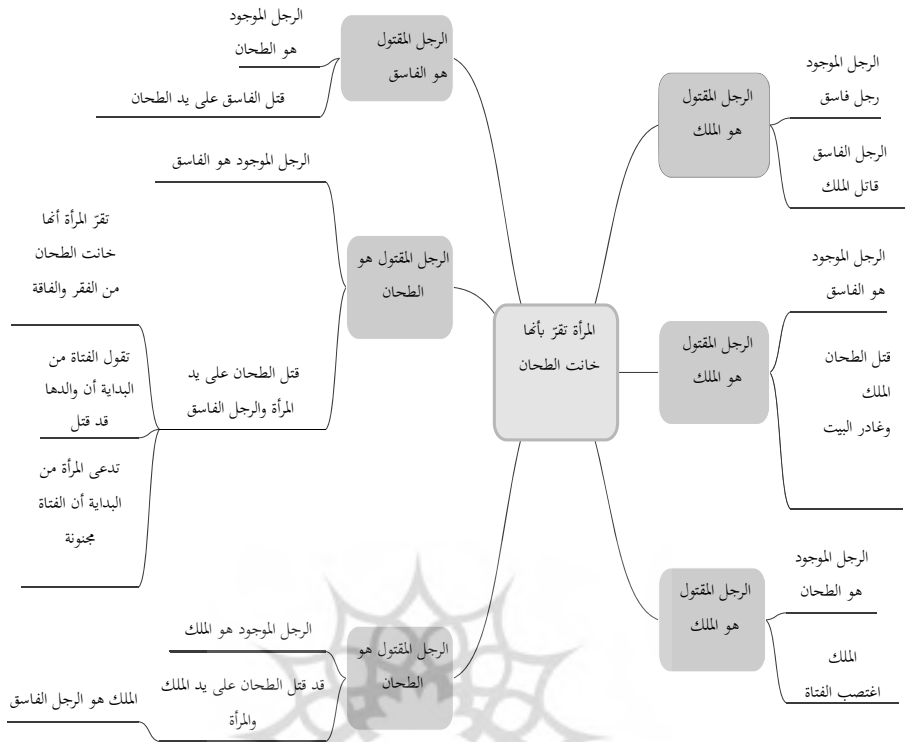 المرأة تقرّ بأنها
خانت الطحان
الرجل المقتول
هو الملك
الرجل الموجود
رجل فاسق
الرجل الفاسق
قاتل الملك
الرجل المقتول
هو الملك
الرجل الموجود
هو الفاسق
قتل الطحان
الملك
وغادر البيت
الرجل المقتول
هو الملك
الرجل الموجود
هو الطحان
الملك
اغتصب الفتاة
الرجل المقتول
هو الفاسق
الرجل الموجود
هو الطحان
قتل الفاسق على يد الطحان
الرجل المقتول هو
الطحان
الرجل الموجود هو الفاسق
قتل الطحان على يد
المرأة والرجل الفاسق
تقرّ المرأة أنها
خانت الطحان
من الفقر والفاقة
تقول الفتاة من
البداية أن والدها
قد قتل
تدعى المرأة من
البداية أن الفتاة
مجنونة
الرجل المقتول هو
الطحان
الرجل الموجود هو الملك
قد قتل الطحان على يد الملك
والمرأة
الملك هو الرجل الفاسق